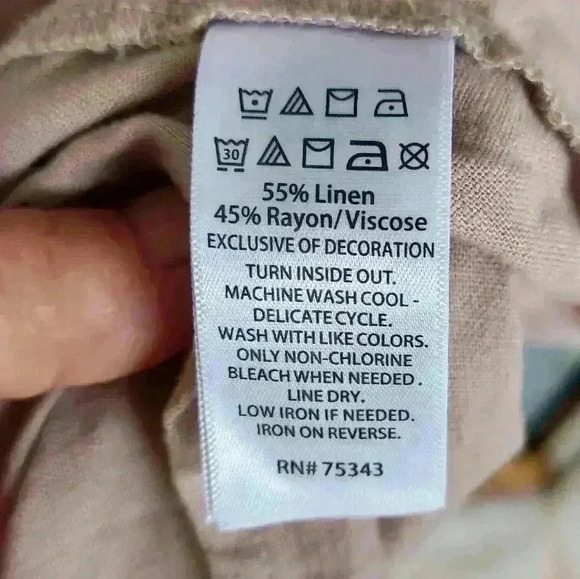 30
55% Linen
45% Rayon/Viscose
EXCLUSIVE OF DECORATION
TURN INSIDE OUT.
MACHINE WASH COOL -
DELICATE CYCLE.
WASH WITH LIKE COLORS.
ONLY NON-CHLORINE
BLEACH WHEN NEEDED.
LINE DRY.
LOW IRON IF NEEDED.
IRON ON REVERSE.
RN# 75343